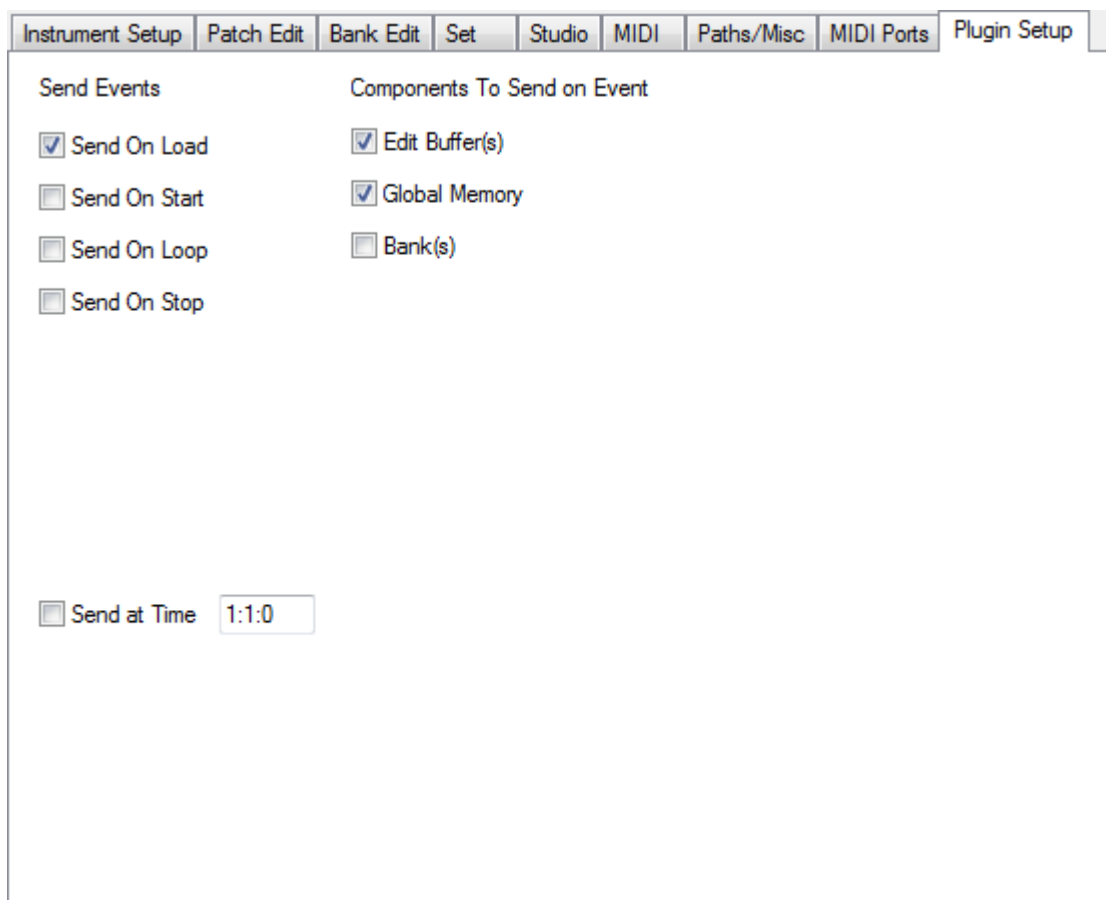 Instrument Setup Patch Edit Bank Edit Set Studio MIDI Paths/Misc MIDI Ports Plugin Setup
Send Events Components To Send on Event
Send On Load Edit Buffer(s)
Send On Start Global Memory
Send On Loop Bank(s)
Send On Stop
Send at Time 1:1:0